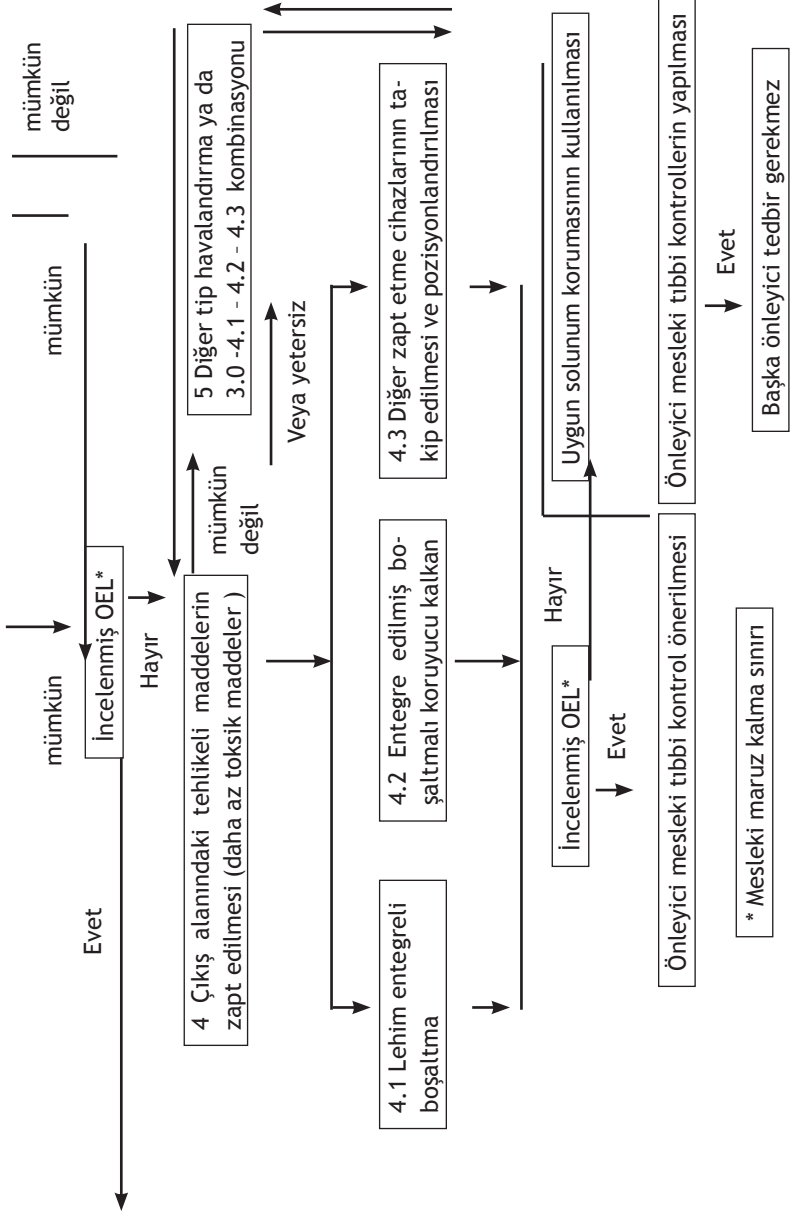 mümkün
değil
mümkün
mümkün
İncelenmiş OEL*
Evet
Hayır
4 Çıkış alanındaki tehlikeli maddelerin
zapt edilmesi (daha az toksik maddeler )
mümkün
değil
5 Diğer tip havalandırma ya da
3.0 -4.1 - 4.2 - 4.3 kombinasyonu
Veya yetersiz
4.1 Lehim entegreli
boşaltma
4.2 Entegre edilmiş bo-
şaltmalı koruyucu kalkan
4.3 Diğer zapt etme cihazlarının ta-
kip edilmesi ve pozisyonlandırılması
İncelenmiş OEL*
Hayır
Uygun solunum korumasının kullanılması
Evet
Önleyici mesleki tıbbi kontrol önerilmesi
Önleyici mesleki tıbbi kontrollerin yapılması
Evet
* Mesleki maruz kalma sınırı
Başka önleyici tedbir gerekmez